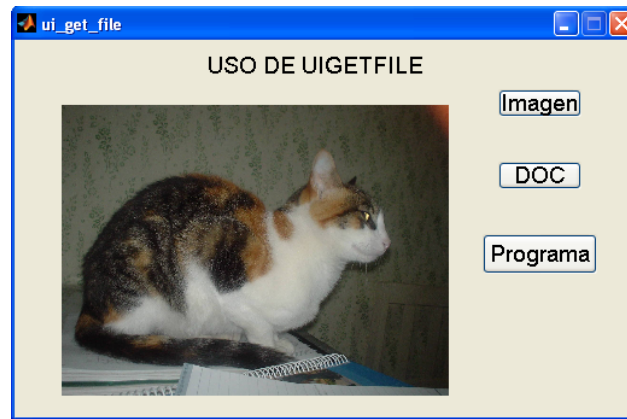 ui_get_file
USO DE UIGETFILE
Imagen
DOC
Programa